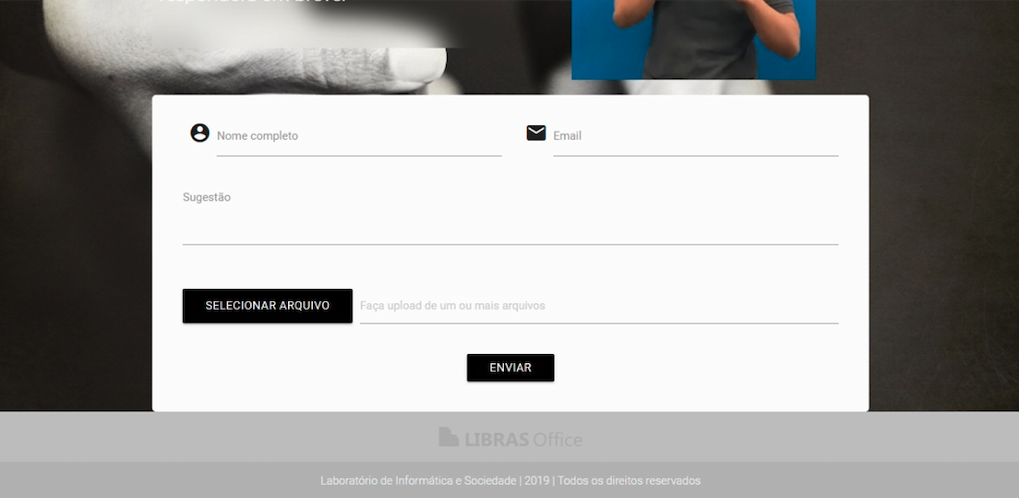 Nome completo
Email
Sugestão
SELECIONAR ARQUIVO
Faça upload de um ou mais arquivos
ENVIAR
LIBRAS Office
Laboratório de Informática e Sociedade | 2019 | Todos os direitos reservados